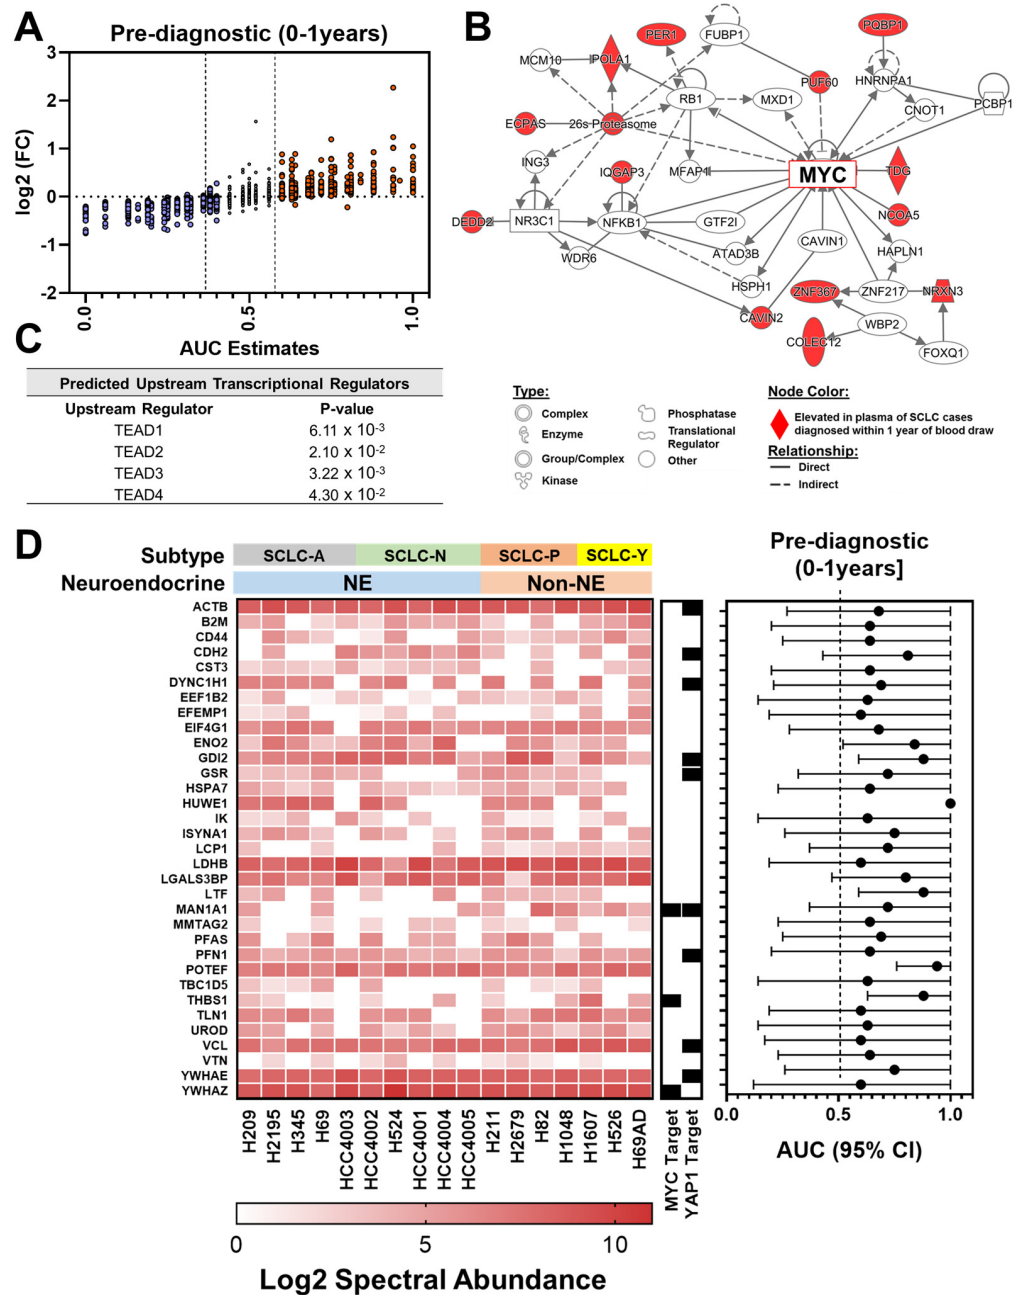 A
Pre-diagnostic (0-1years)
log2 (FC)
3
2
1
0
-1
-2
0.0
0.5
1.0
AUC Estimates
B
PER1
FUBP1
PQBP1
MCM10
POLA1
HNRNPA1
PUF60
RB1
MXD1
CNOT1
PCBP1
ECPAS
26s Proteasome
ING3
IQGAP3
MFAP1
MYC
TDG
DEDD2
NR3C1
NFKB1
GTF2I
NCOA5
CAVIN1
HAPLN1
WDR6
ATAD3B
HSPH1
ZNF367
ZNF217
NRXN3
CAVIN2
WBP2
COLEC12
FOXQ1
Type:
Complex
Enzyme
Group/Complex
Kinase
Phosphatase
Translational
Regulator
Other
Node Color:
Elevated in plasma of SCLC cases
diagnosed within 1 year of blood draw
Relationship:
Direct
Indirect
C
Predicted Upstream Transcriptional Regulators
Upstream Regulator P-value
TEAD1 6.11 x 10-3
TEAD2 2.10 x 10-2
TEAD3 3.22 x 10-3
TEAD4 4.30 x 10-2
D
Subtype SCLC-A SCLC-N SCLC-P SCLC-Y
Neuroendocrine NE Non-NE
ACTB
B2M
CD44
CDH2
CST3
DYNC1H1
EEF1B2
EFEMP1
EIF4G1
ENO2
GDI2
GSR
HSPA7
HUWE1
IK
ISYNA1
LCP1
LDHB
LGALS3BP
LTF
MAN1A1
MMTAG2
PFAS
PFN1
POTEF
TBC1D5
THBS1
TLN1
UROD
VCL
VTN
YWHAE
YWHAZ
H209
H2195
H345
H69
HCC4003
HCC4002
H524
HCC4001
HCC4004
HCC4005
H211
H2679
H82
H1048
H1607
H526
H69AD
MYC Target
YAP1 Target
0 5 10
Log2 Spectral Abundance
Pre-diagnostic
(0-1years]
0.0 0.5 1.0
AUC (95% CI)